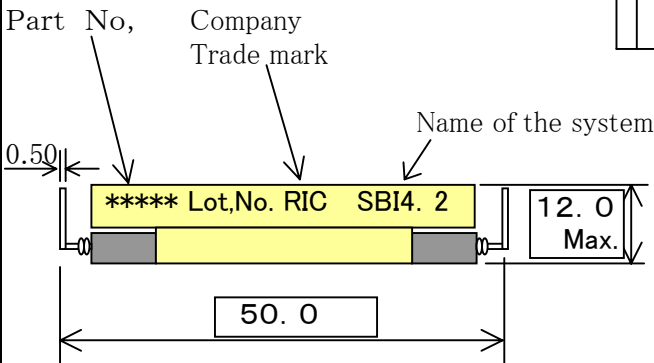 Part No,
Company
Trade mark
Name of the system
0.50
***** Lot,No. RIC SBI4. 2
12. 0
Max.
50. 0